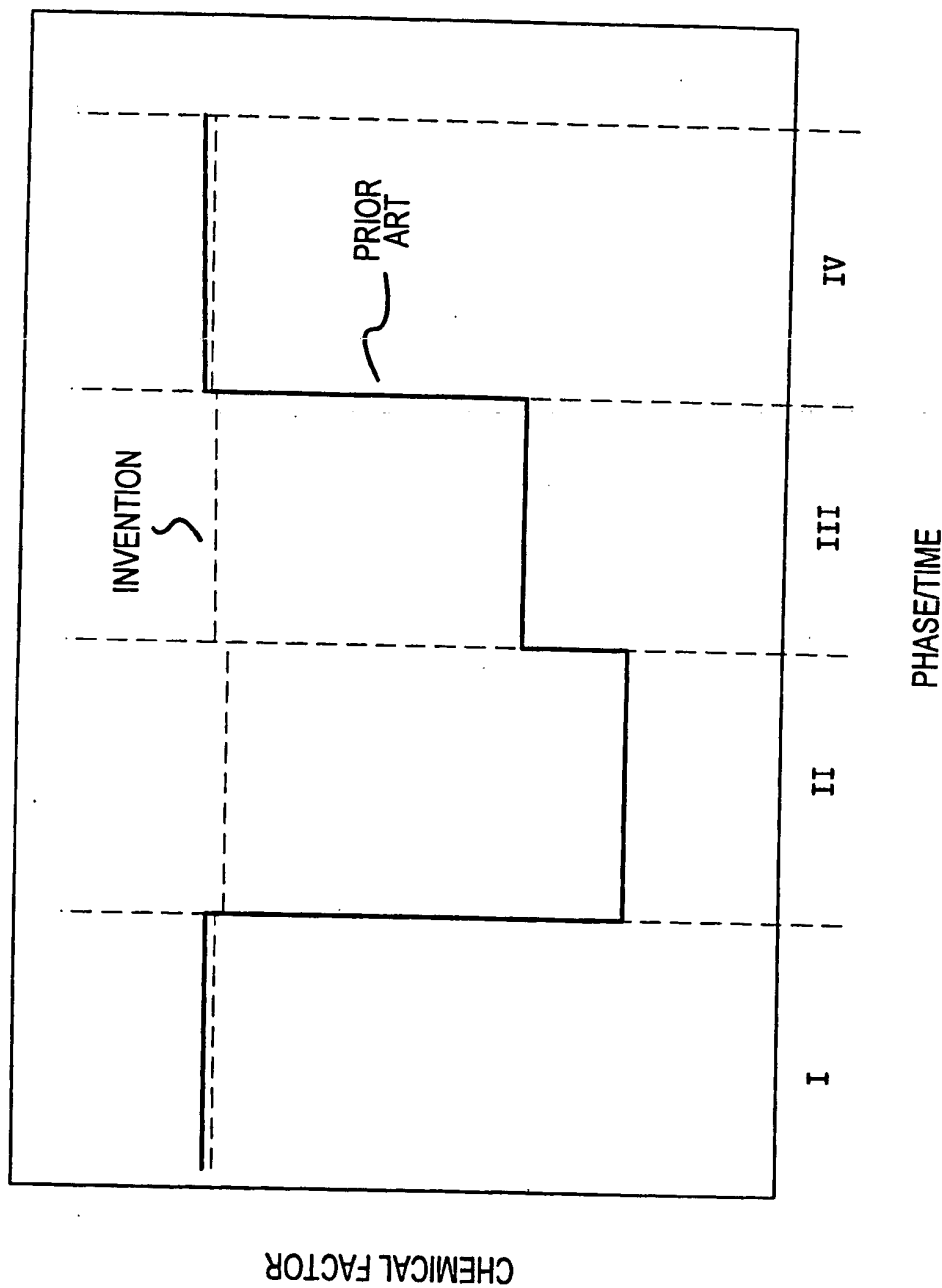 CHEMICAL FACTOR
INVENTION
PRIOR
ART
I
II
III
IV
PHASE/TIME